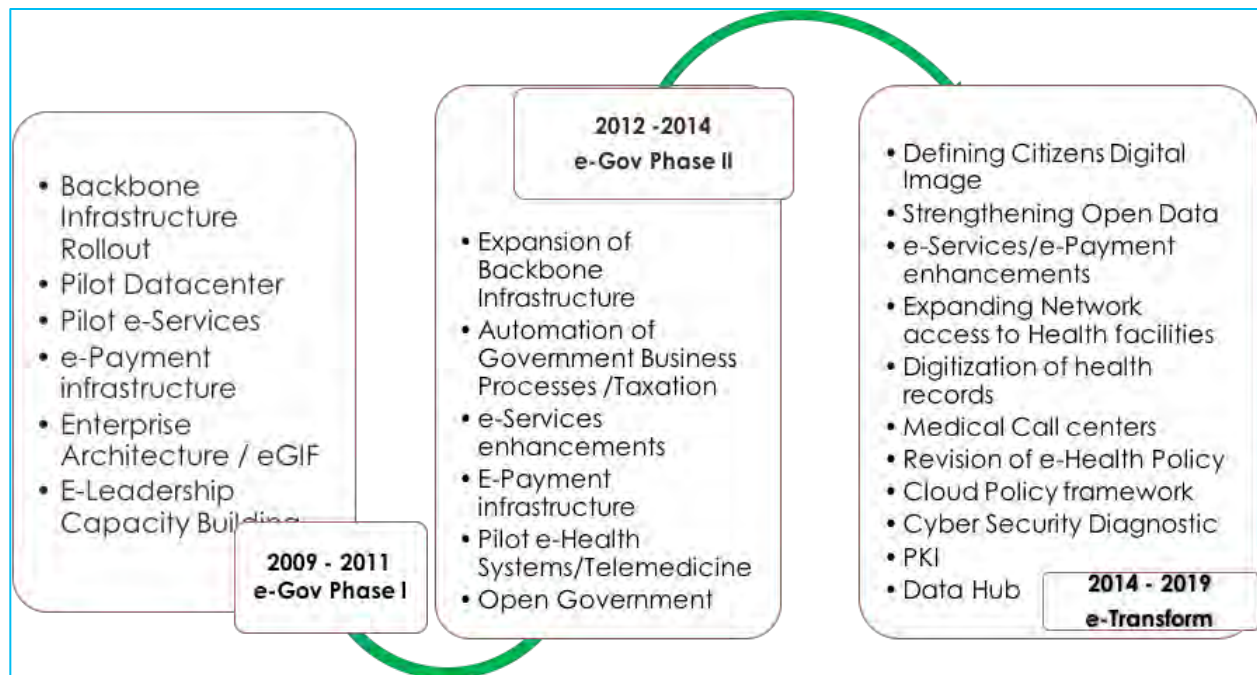 • Backbone
Infrastructure
Rollout
• Pilot Datacenter
• Pilot e-Services
• e-Payment
infrastructure
• Enterprise
Architecture / eGIF
• E-Leadership
Capacity Building
2009 - 2011
e-Gov Phase I
2012 -2014
e-Gov Phase II
• Expansion of
Backbone
Infrastructure
• Automation of
Government Business
Processes /Taxation
• e-Services
enhancements
• E-Payment
infrastructure
• Pilot e-Health
Systems/Telemedicine
• Open Government
• Defining Citizens Digital
Image
• Strengthening Open Data
• e-Services/e-Payment
enhancements
• Expanding Network
access to Health facilities
• Digitization of health
records
• Medical Call centers
• Revision of e-Health Policy
• Cloud Policy framework
• Cyber Security Diagnostic
• PKI
• Data Hub
2014 - 2019
e-Transform